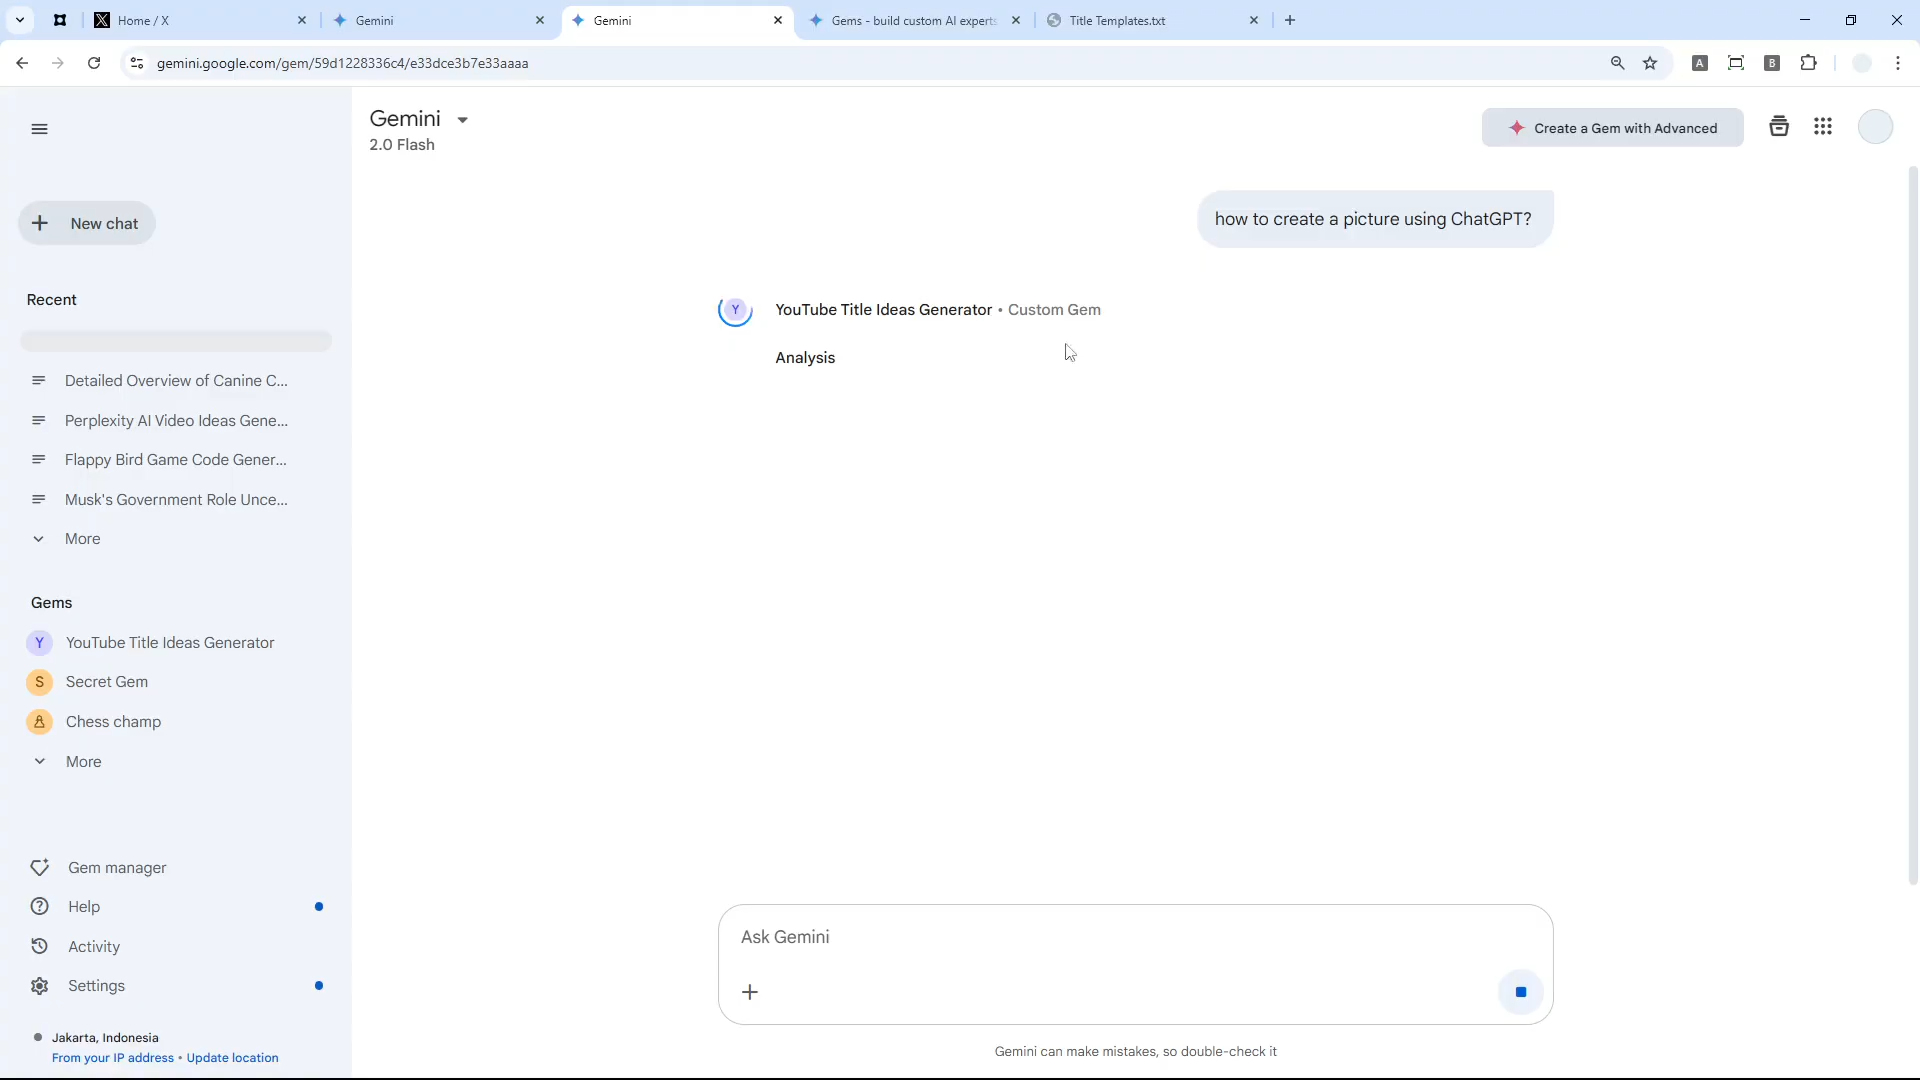 Home / X
Gemini
Gemini
Gems - build custom AI experts
Title Templates.txt
gemini.google.com/gem/59d1228336c4/e33dce3b7e33aaaa
A
B
Gemini
2.0 Flash
Create a Gem with Advanced
New chat
how to create a picture using ChatGPT?
Recent
Y
YouTube Title Ideas Generator • Custom Gem
Analysis
Detailed Overview of Canine C...
Perplexity AI Video Ideas Gene...
Flappy Bird Game Code Gener...
Musk's Government Role Unce...
More
Gems
Y
YouTube Title Ideas Generator
S
Secret Gem
Chess champ
More
Gem manager
Help
Activity
Settings
Jakarta, Indonesia
From your IP address • Update location
Ask Gemini
Gemini can make mistakes, so double-check it